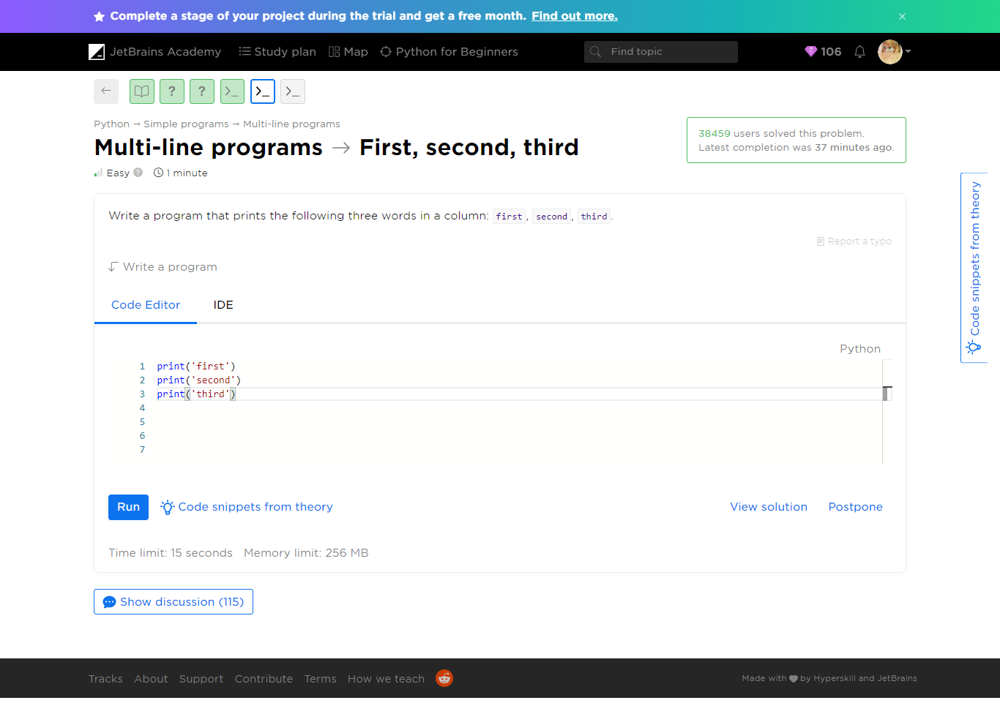 Complete a stage of your project during the trial and get a free month. Find out more.
JetBrains Academy Study plan Map Python for Beginners Find topic 106
? ? >_ >_ >_
Python → Simple programs → Multi-line programs
Multi-line programs → First, second, third
Easy ? 1 minute
38459 users solved this problem.
Latest completion was 37 minutes ago.
Code snippets from theory
Write a program that prints the following three words in a column: first, second, third.
Report a typo
Write a program
Code Editor IDE
Python
1 print('first')
2 print('second')
3 print('third')
4
5
6
7
Run Code snippets from theory View solution Postpone
Time limit: 15 seconds Memory limit: 256 MB
Show discussion (115)
Tracks About Support Contribute Terms How we teach Made with by Hyperskill and JetBrains